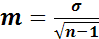 m = σ / √(n−1)